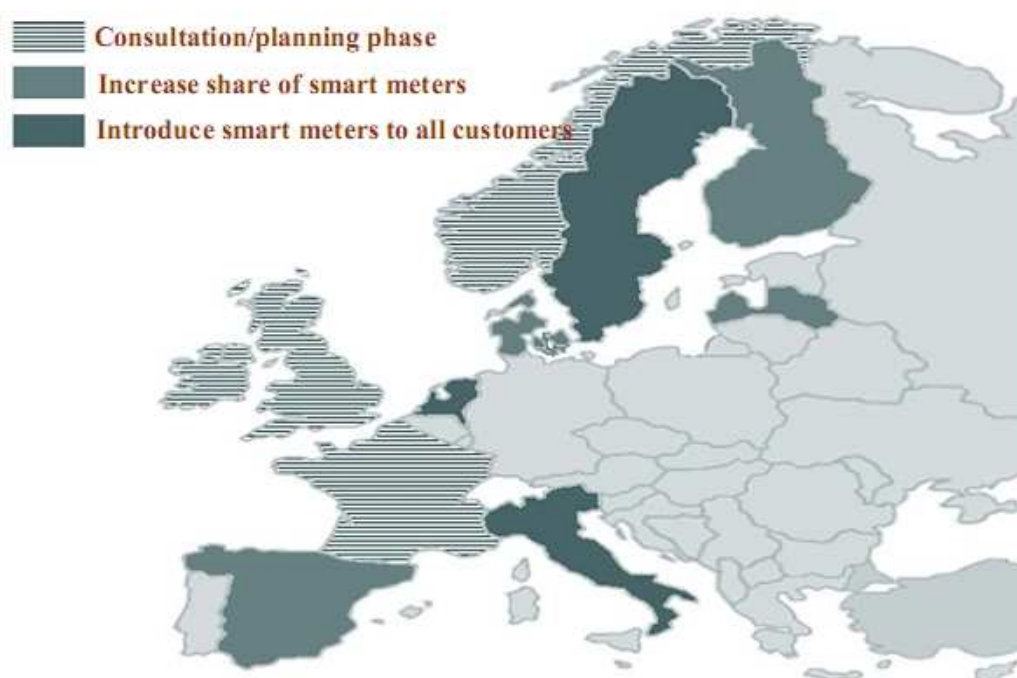 Consultation/planning phase
Increase share of smart meters
Introduce smart meters to all customers